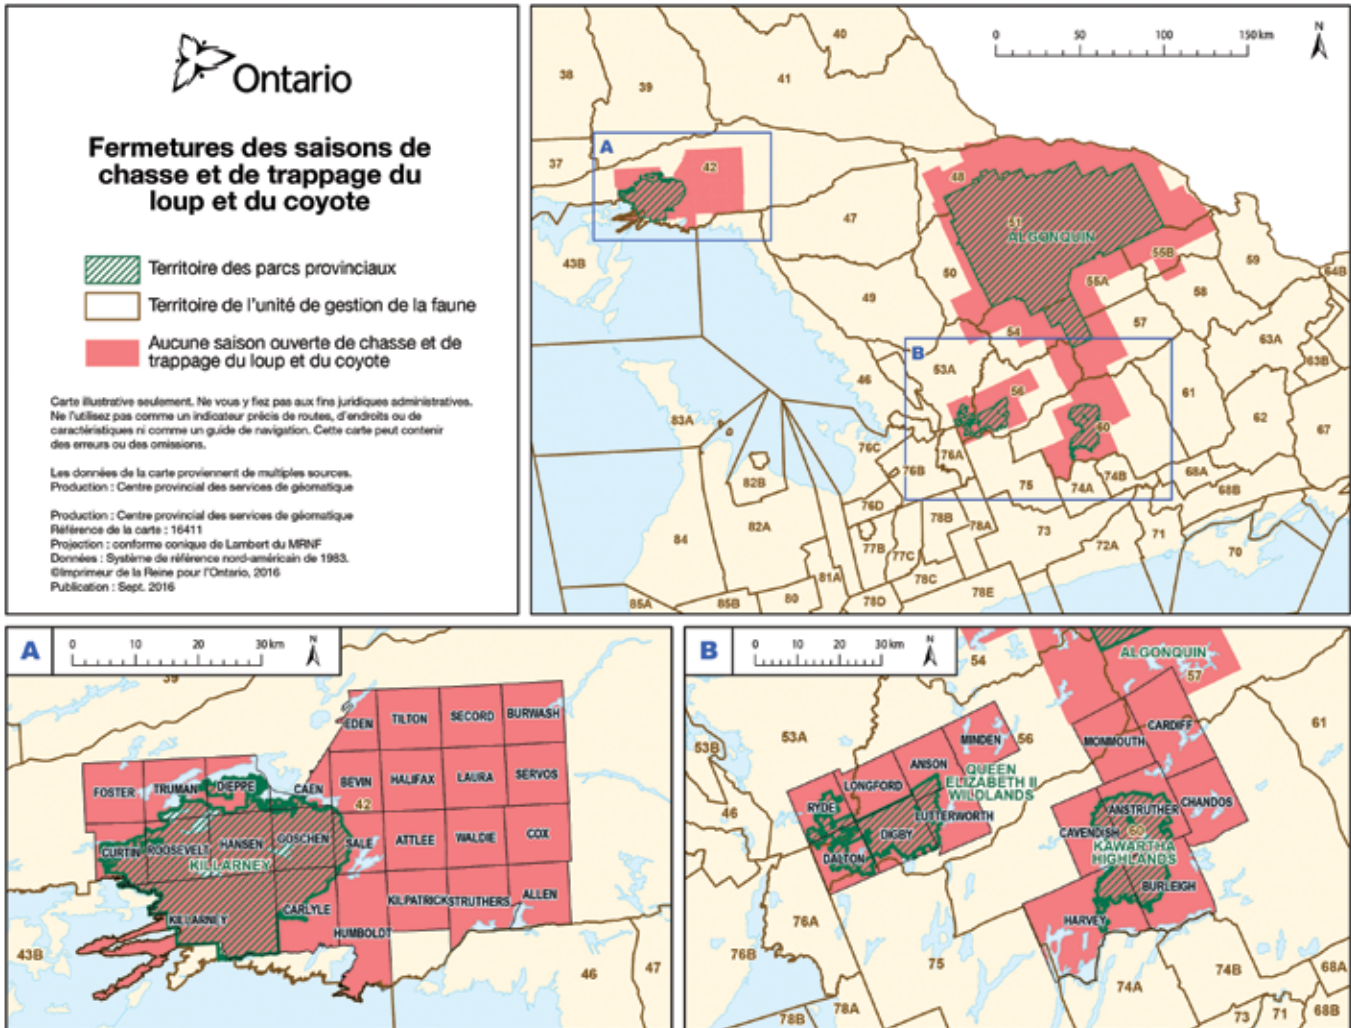 Ontario
Fermetures des saisons de
chasse et de trappage du
loup et du coyote
Territoire des parcs provinciaux
Territoire de l'unité de gestion de la faune
Aucune saison ouverte de chasse et de
trappage du loup et du coyote
Carte illustrative seulement. Ne vous y fiez pas aux fins juridiques administratives.
Ne l'utilisez pas comme un indicateur précis de routes, d'endroits ou de
caractéristiques ni comme un guide de navigation. Cette carte peut contenir
des erreurs ou des omissions.
Les données de la carte proviennent de multiples sources.
Production : Centre provincial des services de géomatique
Production : Centre provincial des services de géomatique
Référence de la carte : 16411
Projection : conforme conique de Lambert du MRNF
Données : Système de référence nord-américain de 1983.
©Imprimeur de la Reine pour l'Ontario, 2016
Publication : Sept. 2016
0 50 100 150 km
N
40
38
39
41
A
37
42
48
47
51
ALGONQUIN
43B
50
55B
59
64B
55A
49
58
54
57
B
63A
53A
63B
46
56
61
83A
60
62
67
76C
76A
76B
75
74A
74B
68A
68B
82B
76D
82A
78B
78A
73
71
84
77B
77C
72A
70
81A
78C
85A
85B
80
78D
78E
A
0 10 20 30 km
N
39
EDEN
TILTON
SECORD
BURWASH
FOSTER
TRUMAN
DIEPPE
CAEN
BEVIN
HALIFAX
LAURA
SERVOS
42
CURTIN
ROOSEVELT
HANSEN
GOSCHEN
SALE
ATTLEE
WALDIE
COX
KILLARNEY
KILLARNEY
CARLYLE
KILPATRICK
STRUTHERS
ALLEN
HUMBOLDT
43B
46
47
B
0 10 20 30 km
N
54
ALGONQUIN
57
61
53A
53B
46
MINDEN
56
CARDIFF
MONMOUTH
ANSON
LONGFORD
QUEEN
ELIZABETH II
WILDLANDS
RYDE
LUTTERWORTH
DIGBY
DALTON
ANSTRUTHER
CHANDOS
CAVENDISH
60
KAWARTHA
HIGHLANDS
BURLEIGH
HARVEY
76A
76B
75
74B
68A
74A
78A
78B
73
71
68B